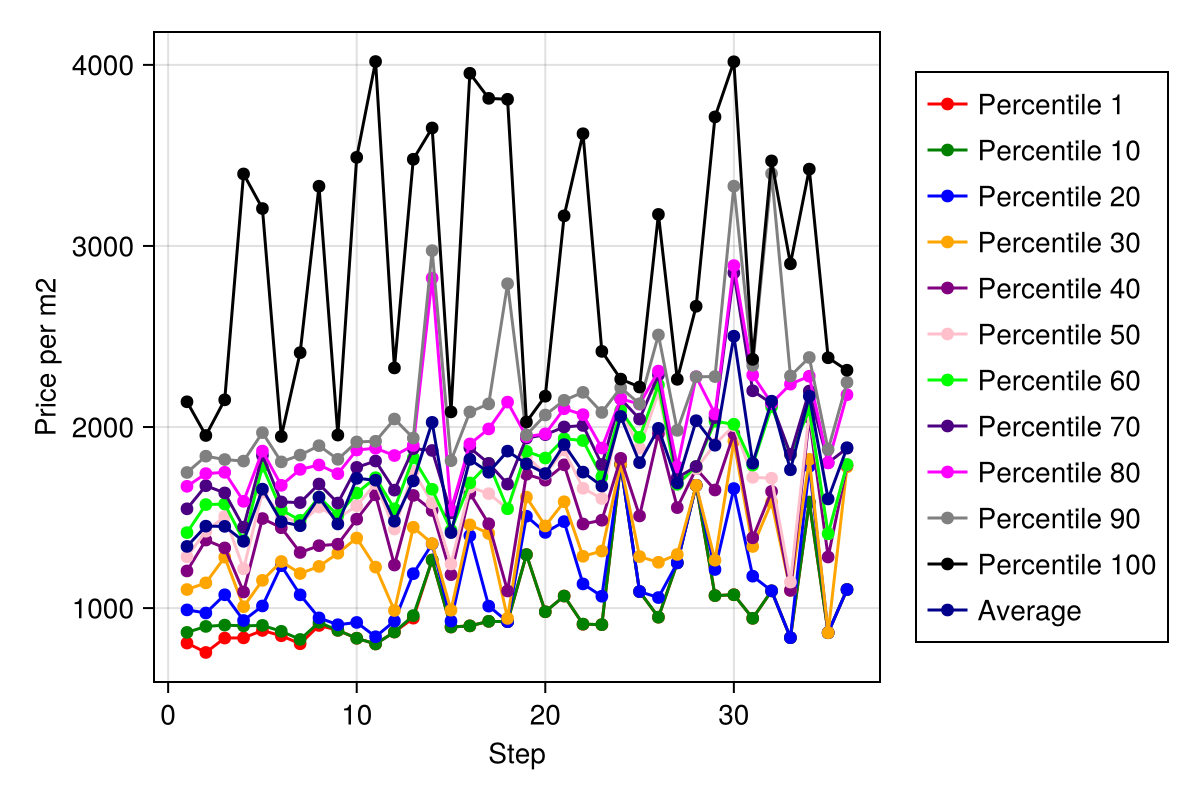 4000
3000
2000
1000
Price per m2
0
10
20
30
Step
Percentile 1
Percentile 10
Percentile 20
Percentile 30
Percentile 40
Percentile 50
Percentile 60
Percentile 70
Percentile 80
Percentile 90
Percentile 100
Average